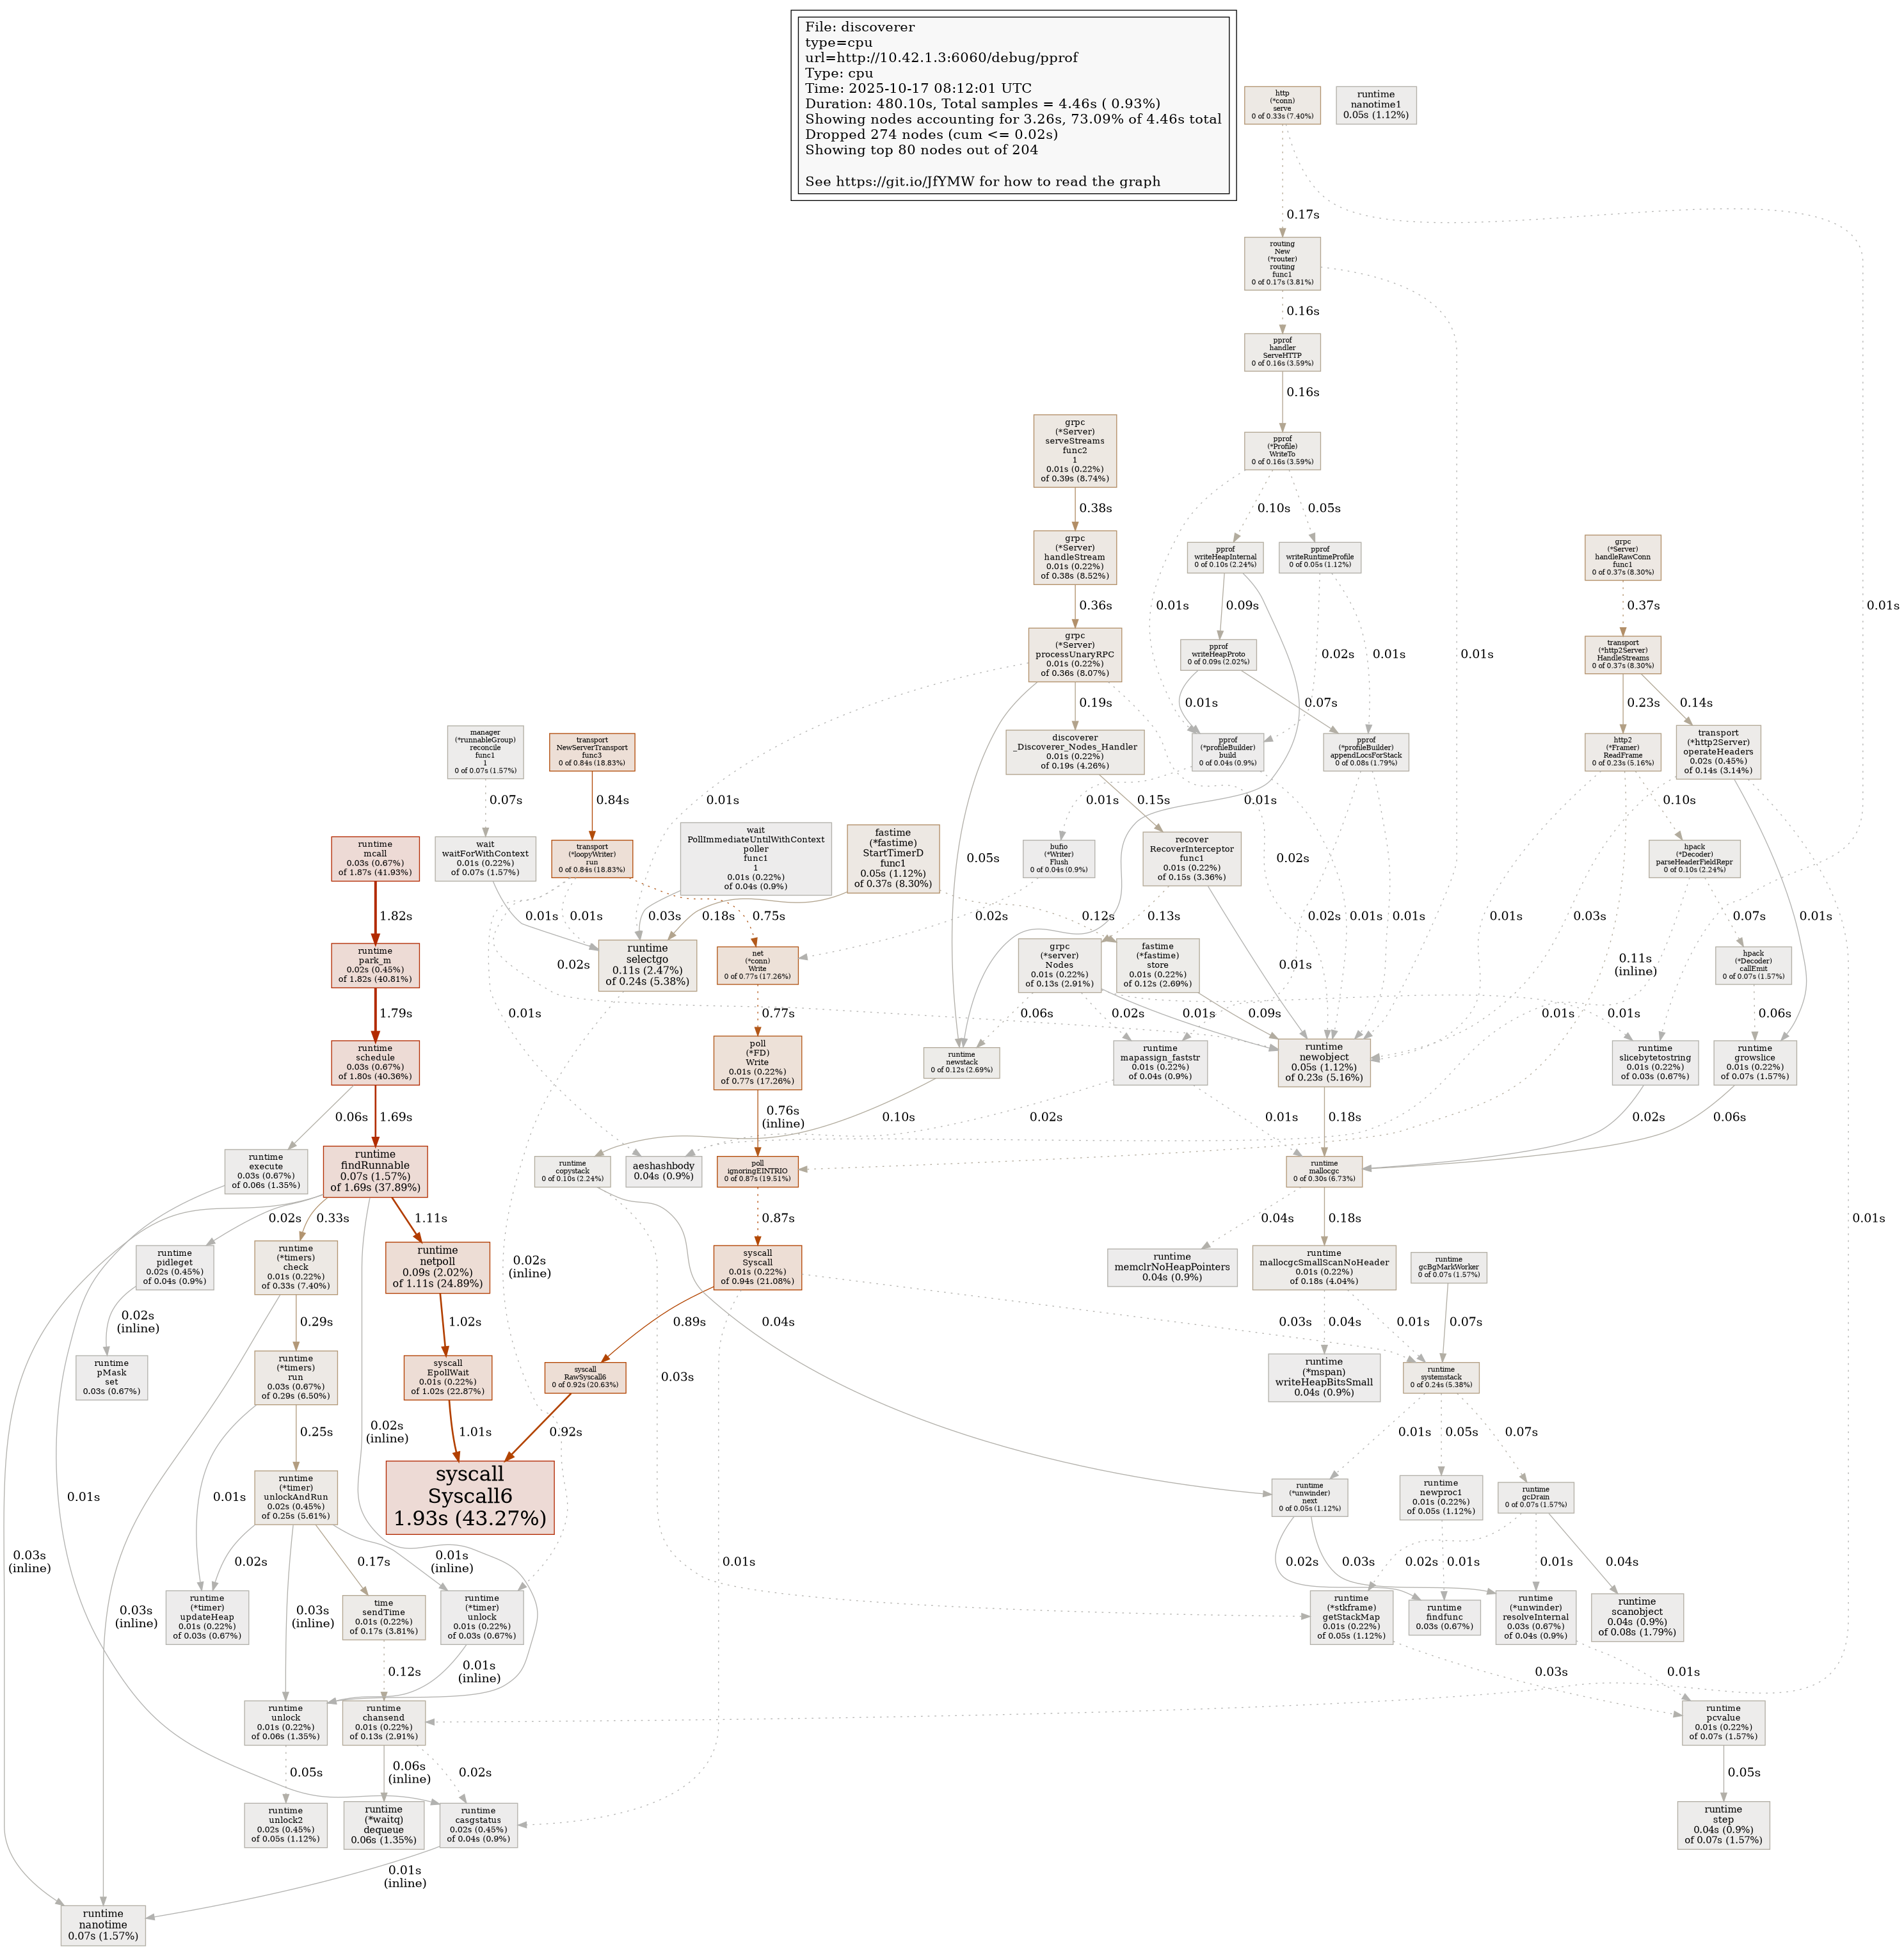 File: discoverer
type=cpu
url=http://10.42.1.3:6060/debug/pprof
Type: cpu
Time: 2025-10-17 08:12:01 UTC
Duration: 480.10s, Total samples = 4.46s ( 0.93%)
Showing nodes accounting for 3.26s, 73.09% of 4.46s total
Dropped 274 nodes (cum <= 0.02s)
Showing top 80 nodes out of 204
See https://git.io/JfYMW for how to read the graph
http
(*conn)
serve
0 of 0.33s (7.40%)
runtime
nanotime1
0.05s (1.12%)
0.17s
routing
New
(*router)
routing
func1
0 of 0.17s (3.81%)
0.16s
pprof
handler
ServeHTTP
0 of 0.16s (3.59%)
0.16s
grpc
(*Server)
serveStreams
func2
1
0.01s (0.22%)
of 0.39s (8.74%)
pprof
(*Profile)
WriteTo
0 of 0.16s (3.59%)
0.38s
0.10s
0.05s
grpc
(*Server)
handleStream
0.01s (0.22%)
of 0.38s (8.52%)
pprof
writeHeapInternal
0 of 0.10s (2.24%)
pprof
writeRuntimeProfile
0 of 0.05s (1.12%)
grpc
(*Server)
handleRawConn
func1
0 of 0.37s (8.30%)
0.36s
0.01s
0.09s
0.01s
0.37s
0.01s
grpc
(*Server)
processUnaryRPC
0.01s (0.22%)
of 0.36s (8.07%)
pprof
writeHeapProto
0 of 0.09s (2.02%)
0.02s
0.01s
transport
(*http2Server)
HandleStreams
0 of 0.37s (8.30%)
0.19s
0.01s
0.07s
0.23s
0.14s
manager
(*runnableGroup)
reconcile
func1
1
0 of 0.07s (1.57%)
transport
NewServerTransport
func3
0 of 0.84s (18.83%)
discoverer
_Discoverer_Nodes_Handler
0.01s (0.22%)
of 0.19s (4.26%)
pprof
(*profileBuilder)
build
0 of 0.04s (0.9%)
pprof
(*profileBuilder)
appendLocsForStack
0 of 0.08s (1.79%)
http2
(*Framer)
ReadFrame
0 of 0.23s (5.16%)
transport
(*http2Server)
operateHeaders
0.02s (0.45%)
of 0.14s (3.14%)
0.07s
0.84s
0.01s
0.15s
0.01s
0.01s
0.10s
runtime
mcall
0.03s (0.67%)
of 1.87s (41.93%)
wait
waitForWithContext
0.01s (0.22%)
of 0.07s (1.57%)
transport
(*loopyWriter)
run
0 of 0.84s (18.83%)
wait
PollImmediateUntilWithContext
poller
func1
1
0.01s (0.22%)
of 0.04s (0.9%)
fastime
(*fastime)
StartTimerD
func1
0.05s (1.12%)
of 0.37s (8.30%)
0.05s
bufio
(*Writer)
Flush
0 of 0.04s (0.9%)
recover
RecoverInterceptor
func1
0.01s (0.22%)
of 0.15s (3.36%)
0.02s
hpack
(*Decoder)
parseHeaderFieldRepr
0 of 0.10s (2.24%)
1.82s
0.01s
0.01s
0.03s
0.18s
0.75s
0.12s
0.02s
0.13s
0.02s
0.01s
0.01s
0.01s
0.03s
0.07s
0.01s
runtime
park_m
0.02s (0.45%)
of 1.82s (40.81%)
0.02s
runtime
selectgo
0.11s (2.47%)
of 0.24s (5.38%)
net
(*conn)
Write
0 of 0.77s (17.26%)
grpc
(*server)
Nodes
0.01s (0.22%)
of 0.13s (2.91%)
fastime
(*fastime)
store
0.01s (0.22%)
of 0.12s (2.69%)
0.01s
0.11s
(inline)
hpack
(*Decoder)
callEmit
0 of 0.07s (1.57%)
1.79s
0.01s
0.77s
0.06s
0.02s
0.01s
0.09s
0.01s
0.01s
0.06s
0.01s
runtime
schedule
0.03s (0.67%)
of 1.80s (40.36%)
poll
(*FD)
Write
0.01s (0.22%)
of 0.77s (17.26%)
runtime
newstack
0 of 0.12s (2.69%)
runtime
mapassign_faststr
0.01s (0.22%)
of 0.04s (0.9%)
runtime
newobject
0.05s (1.12%)
of 0.23s (5.16%)
runtime
slicebytetostring
0.01s (0.22%)
of 0.03s (0.67%)
runtime
growslice
0.01s (0.22%)
of 0.07s (1.57%)
0.06s
1.69s
0.76s
(inline)
0.10s
0.02s
0.01s
0.18s
0.02s
0.06s
runtime
execute
0.03s (0.67%)
of 0.06s (1.35%)
runtime
findRunnable
0.07s (1.57%)
of 1.69s (37.89%)
runtime
copystack
0 of 0.10s (2.24%)
aeshashbody
0.04s (0.9%)
poll
ignoringEINTRIO
0 of 0.87s (19.51%)
runtime
mallocgc
0 of 0.30s (6.73%)
0.02s
0.33s
1.11s
0.87s
0.04s
0.18s
runtime
pidleget
0.02s (0.45%)
of 0.04s (0.9%)
runtime
(*timers)
check
0.01s (0.22%)
of 0.33s (7.40%)
runtime
netpoll
0.09s (2.02%)
of 1.11s (24.89%)
0.02s
(inline)
syscall
Syscall
0.01s (0.22%)
of 0.94s (21.08%)
runtime
memclrNoHeapPointers
0.04s (0.9%)
runtime
mallocgcSmallScanNoHeader
0.01s (0.22%)
of 0.18s (4.04%)
runtime
gcBgMarkWorker
0 of 0.07s (1.57%)
0.02s
(inline)
0.29s
1.02s
0.89s
0.04s
0.03s
0.04s
0.01s
0.07s
runtime
pMask
set
0.03s (0.67%)
runtime
(*timers)
run
0.03s (0.67%)
of 0.29s (6.50%)
syscall
EpollWait
0.01s (0.22%)
of 1.02s (22.87%)
syscall
RawSyscall6
0 of 0.92s (20.63%)
0.03s
runtime
(*mspan)
writeHeapBitsSmall
0.04s (0.9%)
runtime
systemstack
0 of 0.24s (5.38%)
0.25s
0.02s
(inline)
1.01s
0.92s
0.01s
0.05s
0.07s
0.01s
0.01s
runtime
(*timer)
unlockAndRun
0.02s (0.45%)
of 0.25s (5.61%)
syscall
Syscall6
1.93s (43.27%)
runtime
(*unwinder)
next
0 of 0.05s (1.12%)
runtime
newproc1
0.01s (0.22%)
of 0.05s (1.12%)
runtime
gcDrain
0 of 0.07s (1.57%)
0.03s
(inline)
0.02s
0.17s
0.01s
(inline)
0.01s
0.02s
0.03s
0.02s
0.01s
0.01s
0.04s
0.03s
(inline)
0.03s
(inline)
runtime
(*timer)
updateHeap
0.01s (0.22%)
of 0.03s (0.67%)
time
sendTime
0.01s (0.22%)
of 0.17s (3.81%)
runtime
(*timer)
unlock
0.01s (0.22%)
of 0.03s (0.67%)
runtime
(*stkframe)
getStackMap
0.01s (0.22%)
of 0.05s (1.12%)
runtime
findfunc
0.03s (0.67%)
runtime
(*unwinder)
resolveInternal
0.03s (0.67%)
of 0.04s (0.9%)
runtime
scanobject
0.04s (0.9%)
of 0.08s (1.79%)
0.12s
0.01s
(inline)
0.03s
0.01s
runtime
unlock
0.01s (0.22%)
of 0.06s (1.35%)
runtime
chansend
0.01s (0.22%)
of 0.13s (2.91%)
runtime
pcvalue
0.01s (0.22%)
of 0.07s (1.57%)
0.05s
0.06s
(inline)
0.02s
0.05s
runtime
unlock2
0.02s (0.45%)
of 0.05s (1.12%)
runtime
(*waitq)
dequeue
0.06s (1.35%)
runtime
casgstatus
0.02s (0.45%)
of 0.04s (0.9%)
runtime
step
0.04s (0.9%)
of 0.07s (1.57%)
0.01s
(inline)
runtime
nanotime
0.07s (1.57%)